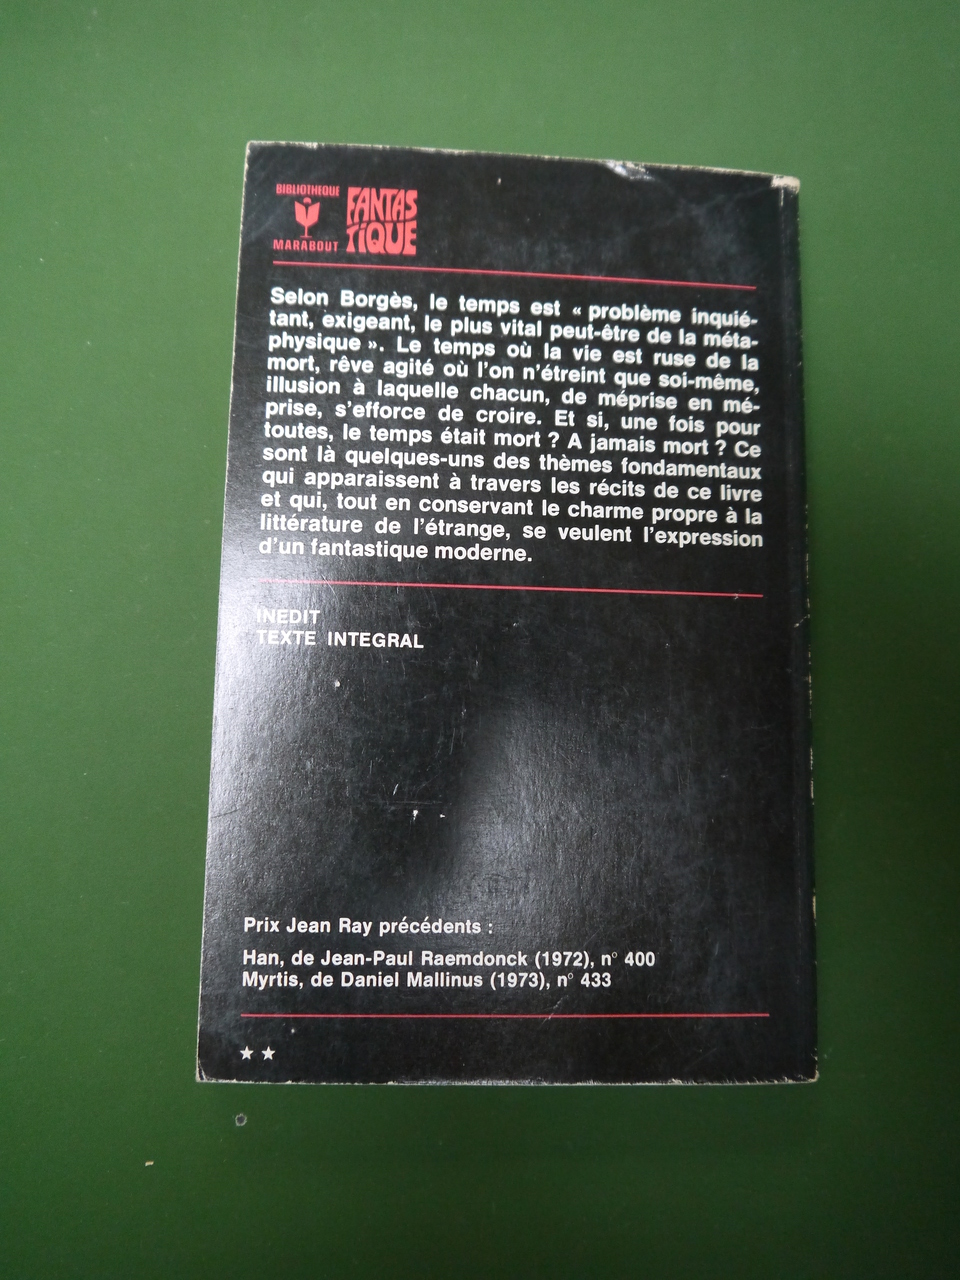 BIBLIOTHEQUE
MARABOUT
FANTAS
TIQUE
Selon Borgès, le temps est « problème inquié-
tant, exigeant, le plus vital peut-être de la méta-
physique ». Le temps où la vie est ruse de la
mort, rêve agité où l'on n'étreint que soi-même,
illusion à laquelle chacun, de méprise en mé-
prise, s'efforce de croire. Et si, une fois pour
toutes, le temps était mort ? A jamais mort ? Ce
sont là quelques-uns des thèmes fondamentaux
qui apparaissent à travers les récits de ce livre
et qui, tout en conservant le charme propre à la
littérature de l'étrange, se veulent l'expression
d'un fantastique moderne.
INEDIT
TEXTE INTEGRAL
Prix Jean Ray précédents :
Han, de Jean-Paul Raemdonck (1972), n° 400
Myrtis, de Daniel Mallinus (1973), n° 433